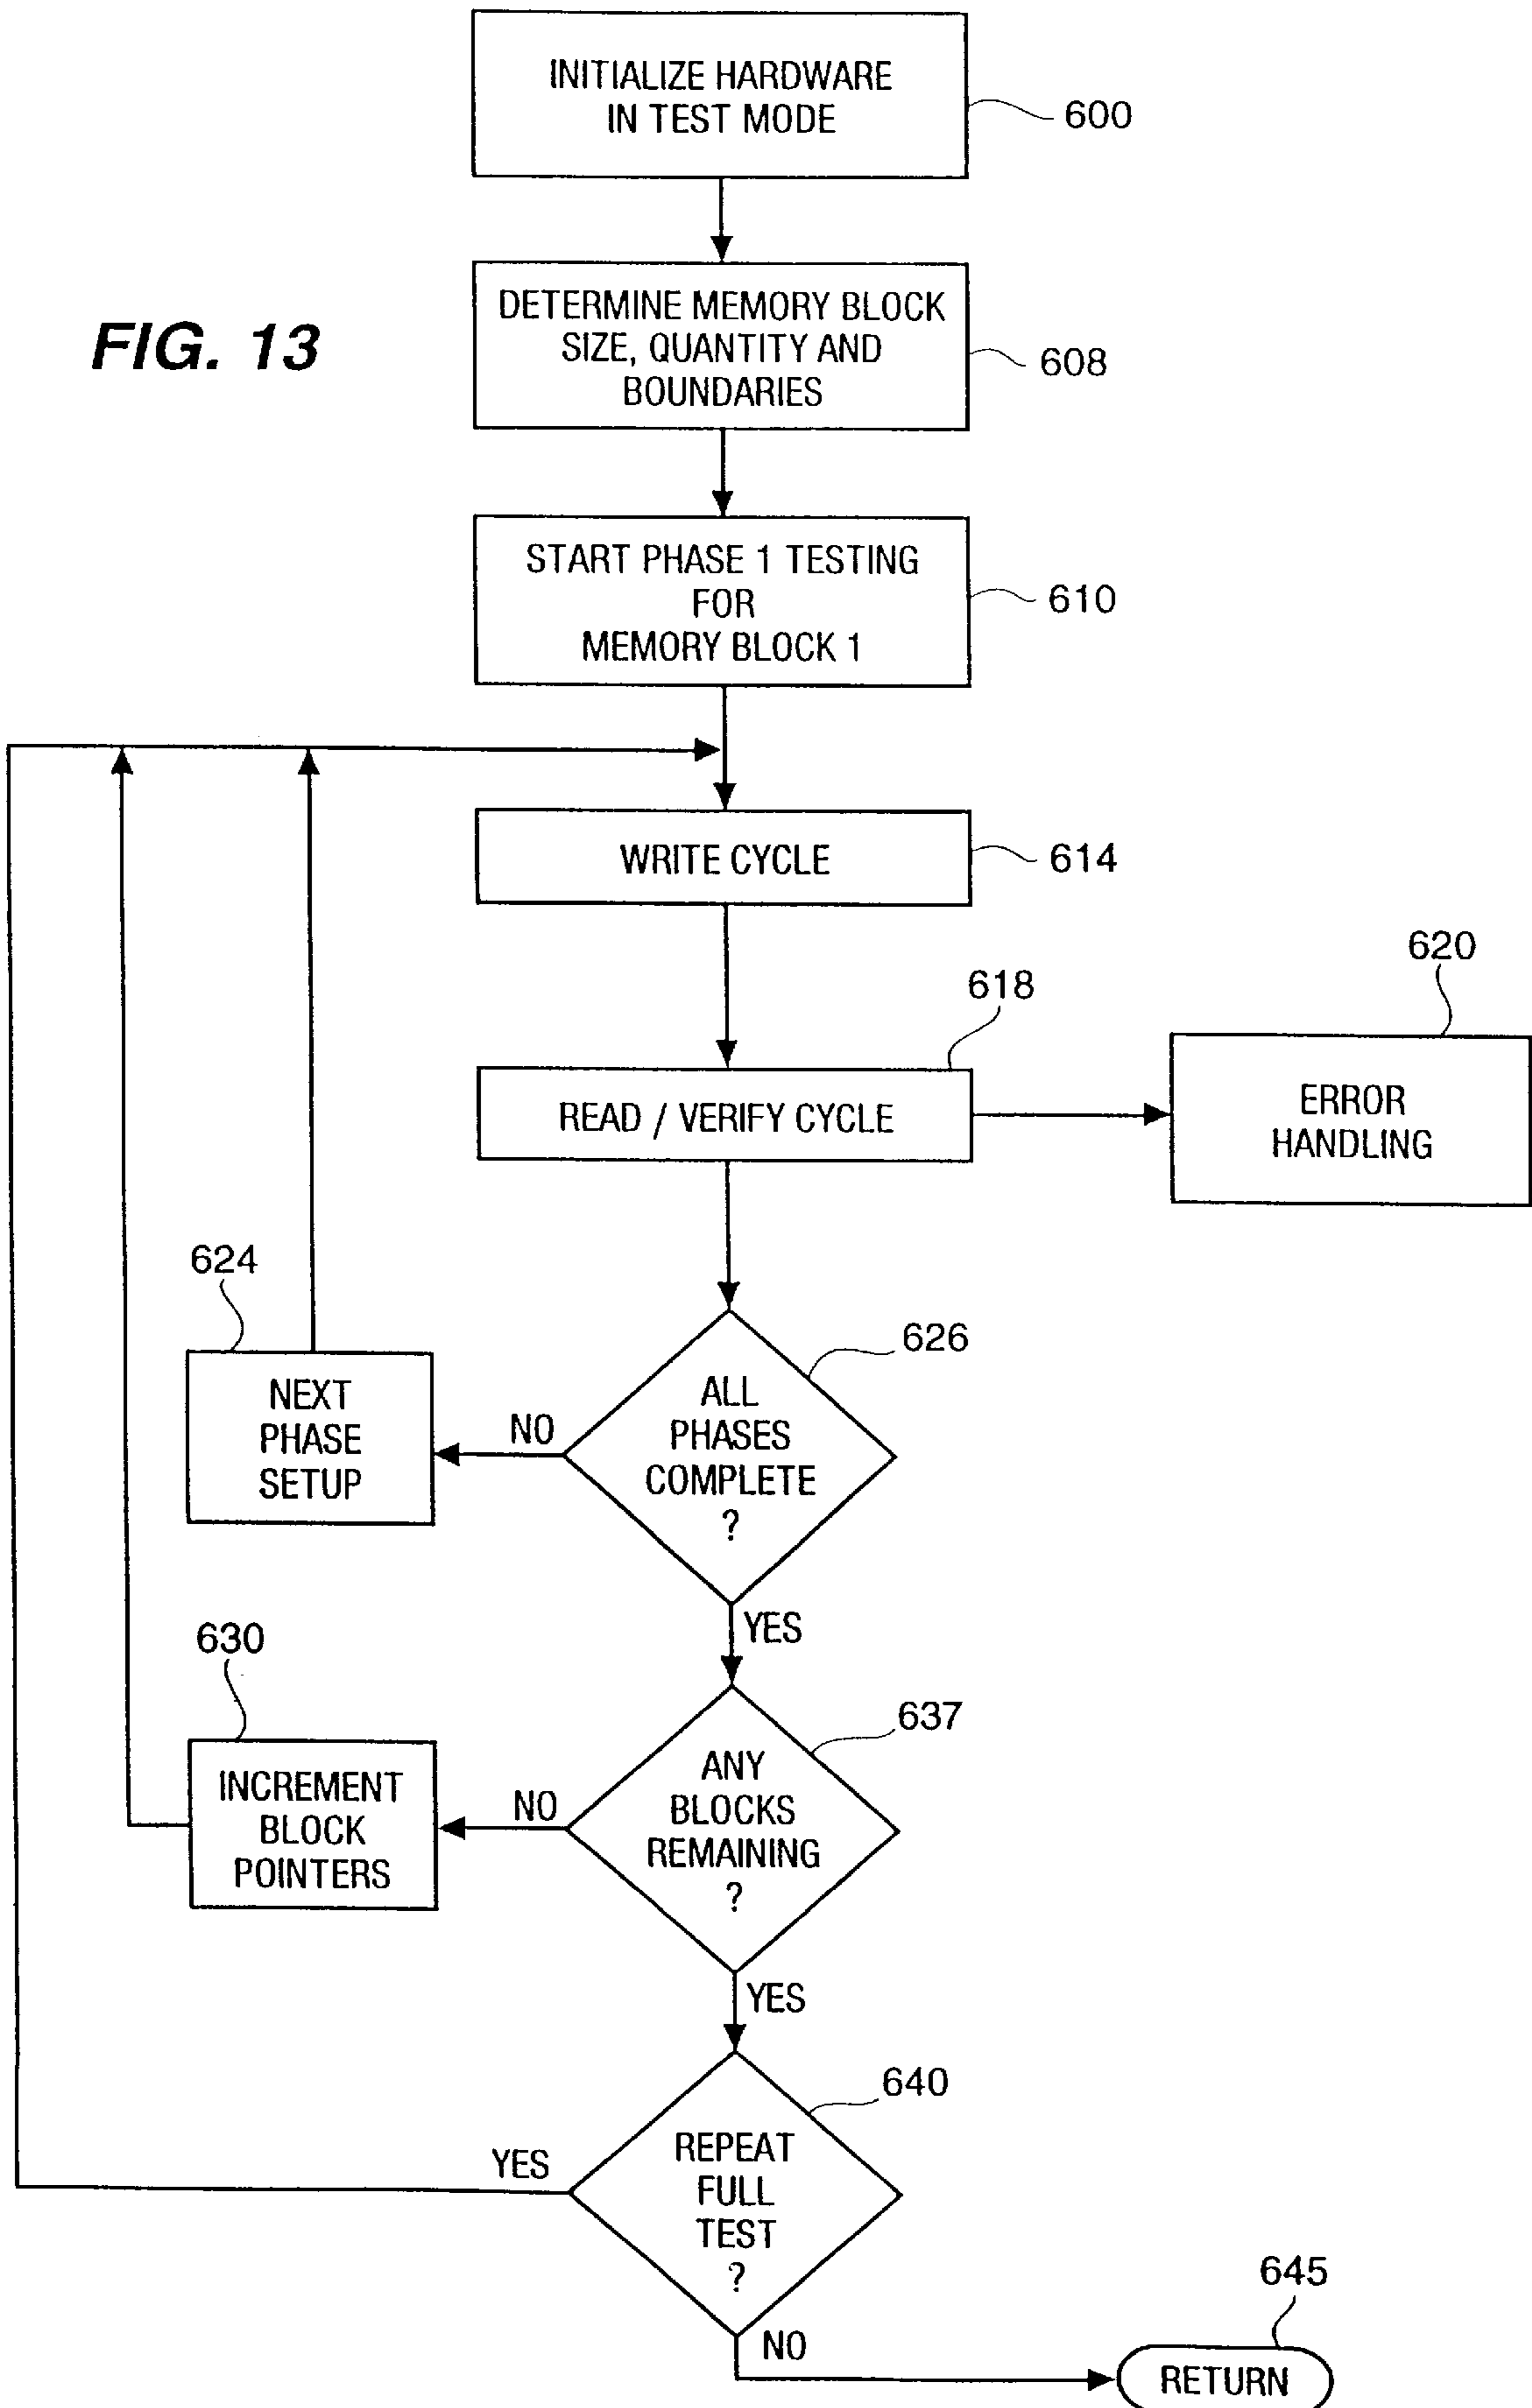 INITIALIZE HARDWARE
IN TEST MODE
600
FIG. 13
DETERMINE MEMORY BLOCK
SIZE, QUANTITY AND
BOUNDARIES
608
START PHASE 1 TESTING
FOR
MEMORY BLOCK 1
610
WRITE CYCLE
614
618
620
READ / VERIFY CYCLE
ERROR
HANDLING
624
626
NEXT
PHASE
SETUP
NO
ALL
PHASES
COMPLETE
?
YES
630
637
INCREMENT
BLOCK
POINTERS
NO
ANY
BLOCKS
REMAINING
?
YES
640
YES
REPEAT
FULL
TEST
?
NO
645
RETURN